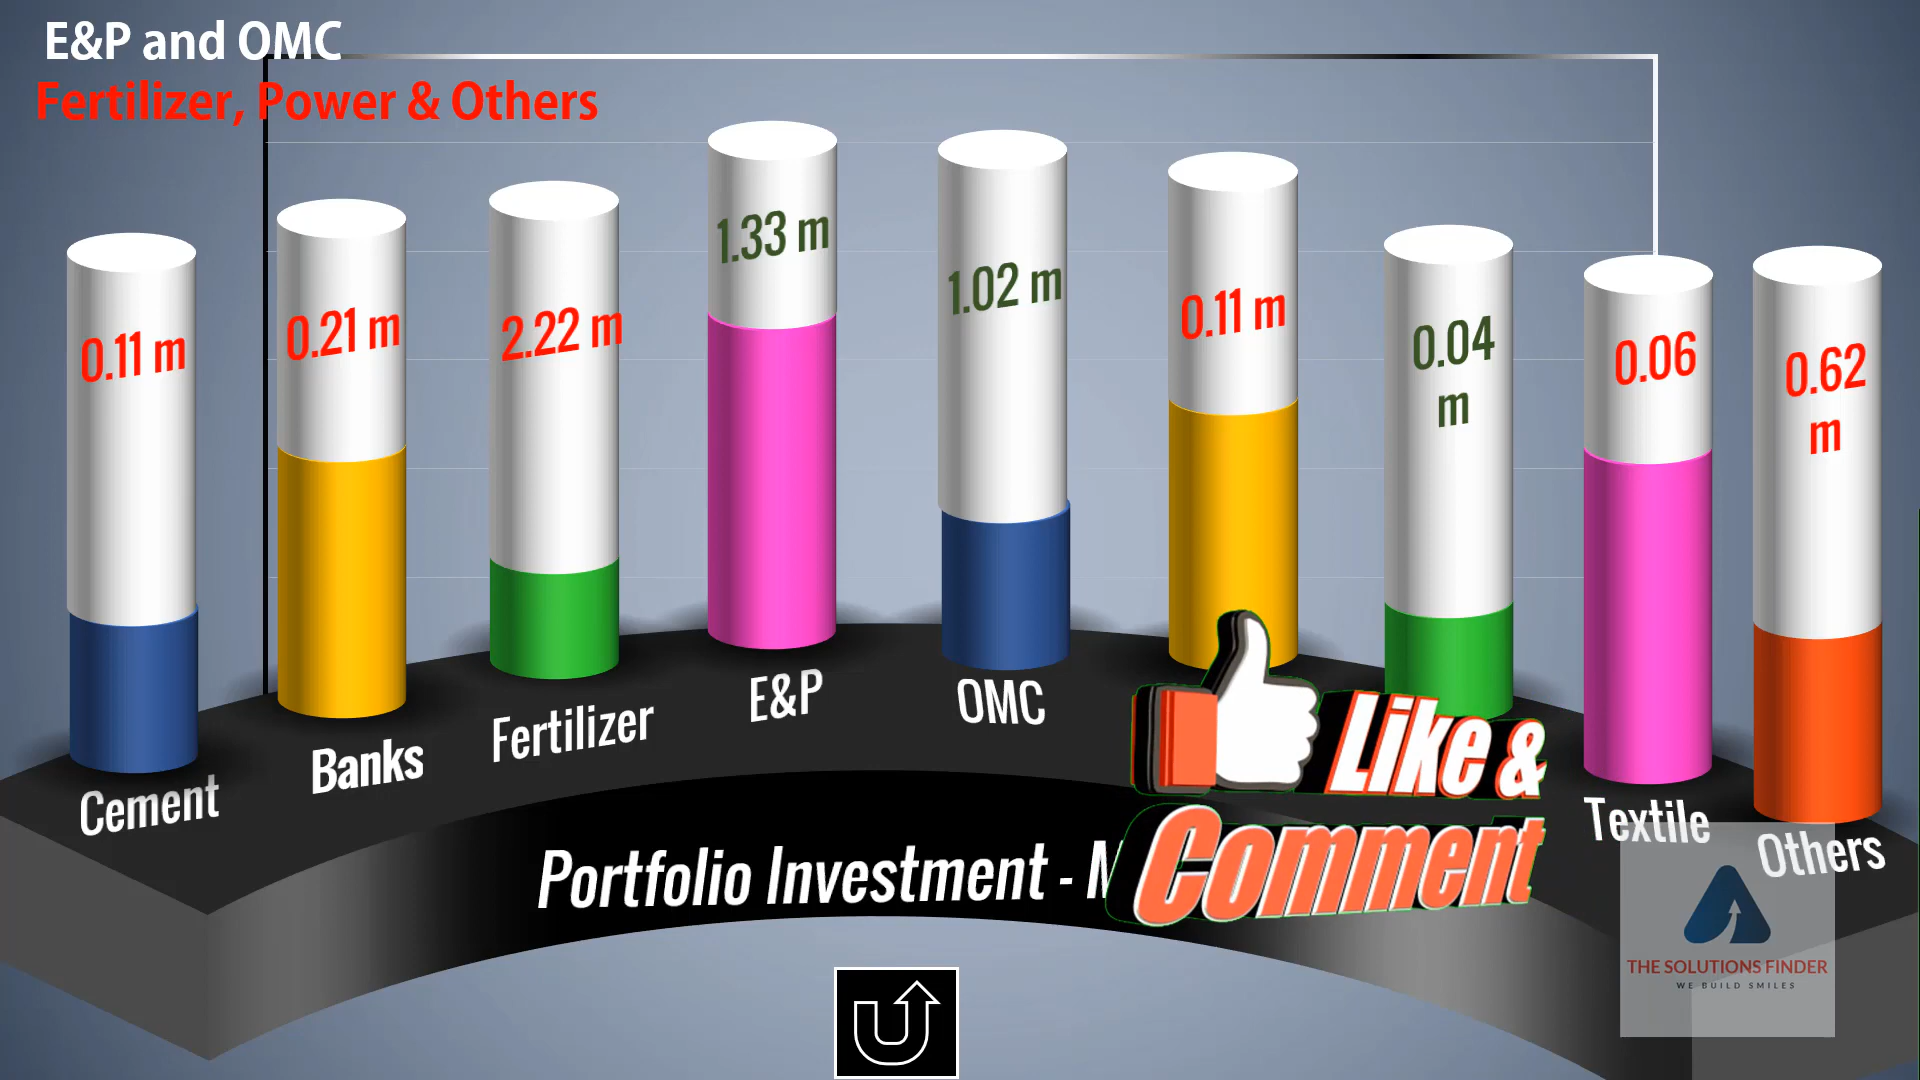 E&P and OMC
Fertilizer, Power & Others
0.11 m
0.21 m
2.22 m
1.33 m
1.02 m
0.11 m
0.04
m
0.06
0.62
m
Cement
Banks
Fertilizer
E&P
OMC
Textile
Others
Portfolio Investment -
Like &
Comment
THE SOLUTIONS FINDER
WE BUILD SMILES